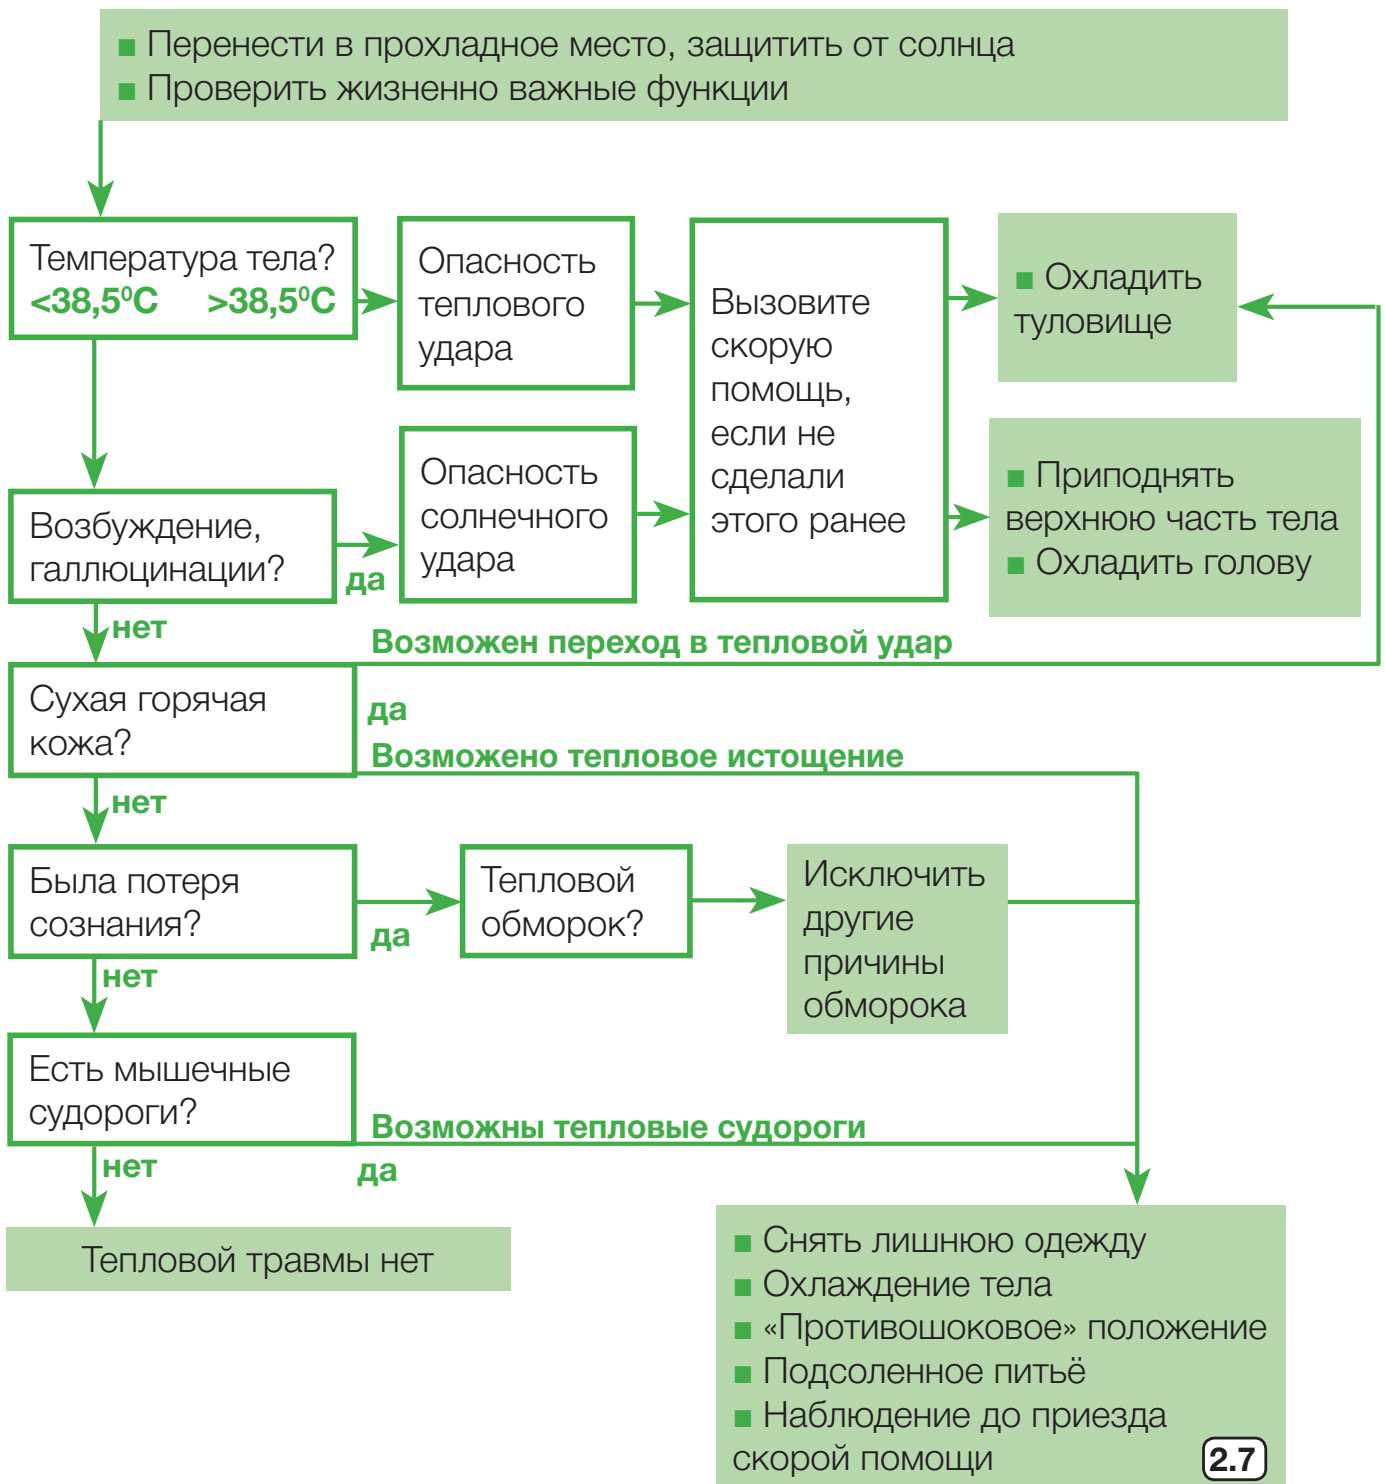 ■ Перенести в прохладное место, защитить от солнца
■ Проверить жизненно важные функции
Температура тела?
<38,5⁰C >38,5⁰C
Опасность
теплового
удара
Вызовите
скорую
помощь,
если не
сделали
этого ранее
■ Охладить
туловище
Опасность
солнечного
удара
■ Приподнять
верхнюю часть тела
■ Охладить голову
Возбуждение,
галлюцинации?
да
нет
Возможен переход в тепловой удар
Сухая горячая
кожа?
да
Возможено тепловое истощение
нет
Была потеря
сознания?
да
Тепловой
обморок?
Исключить
другие
причины
обморока
нет
Есть мышечные
судороги?
Возможны тепловые судороги
нет
да
Тепловой травмы нет
■ Снять лишнюю одежду
■ Охлаждение тела
■ «Противошоковое» положение
■ Подсоленное питьё
■ Наблюдение до приезда
скорой помощи
2.7